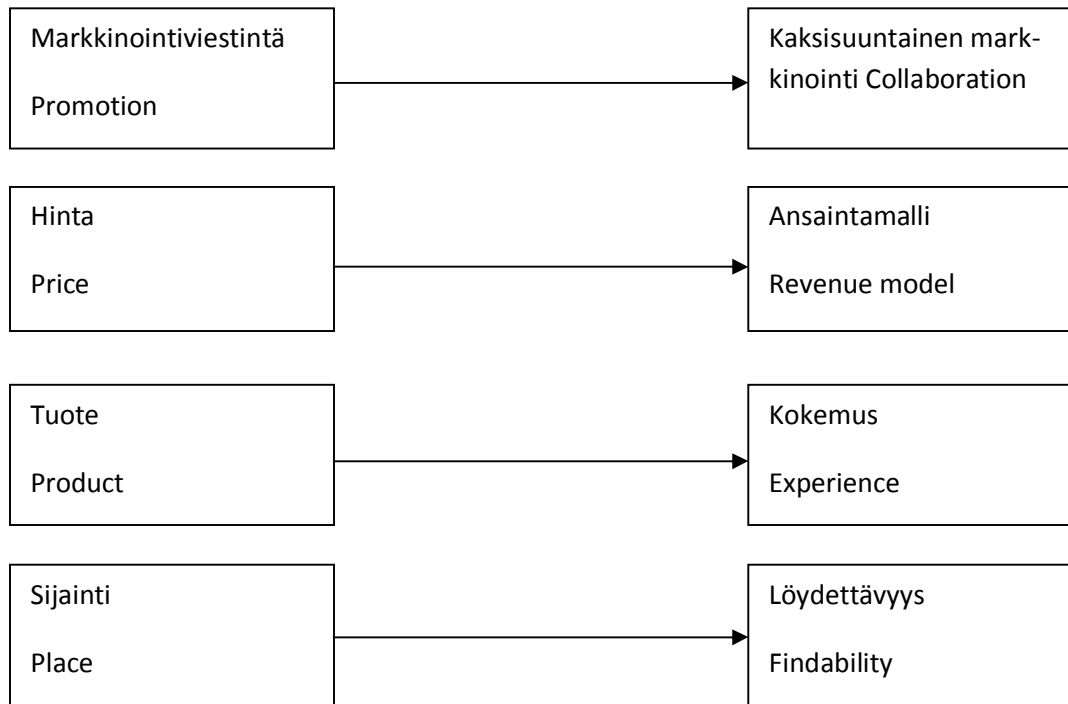 Markkinointiviestintä
Promotion
Kaksisuuntainen mark-
kinointi Collaboration
Hinta
Price
Ansaintamalli
Revenue model
Tuote
Product
Kokemus
Experience
Sijainti
Place
Löydettävyys
Findability